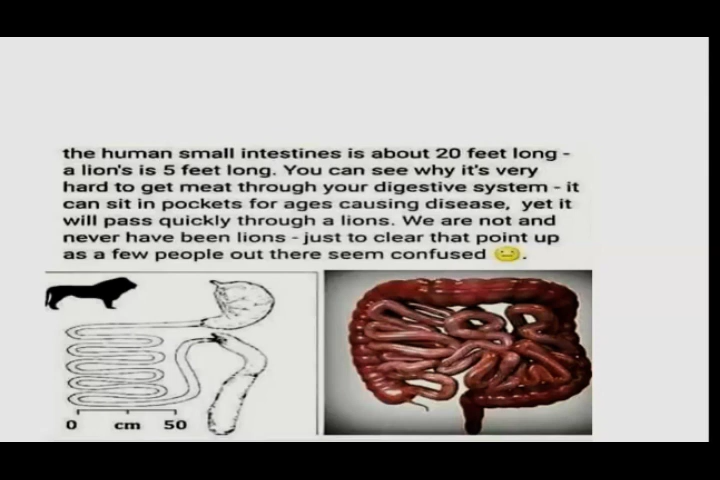 the human small intestines is about 20 feet long -
a lion's is 5 feet long. You can see why it's very
hard to get meat through your digestive system - it
can sit in pockets for ages causing disease, yet it
will pass quickly through a lions. We are not and
never have been lions - just to clear that point up
as a few people out there seem confused 😐.
0 cm 50